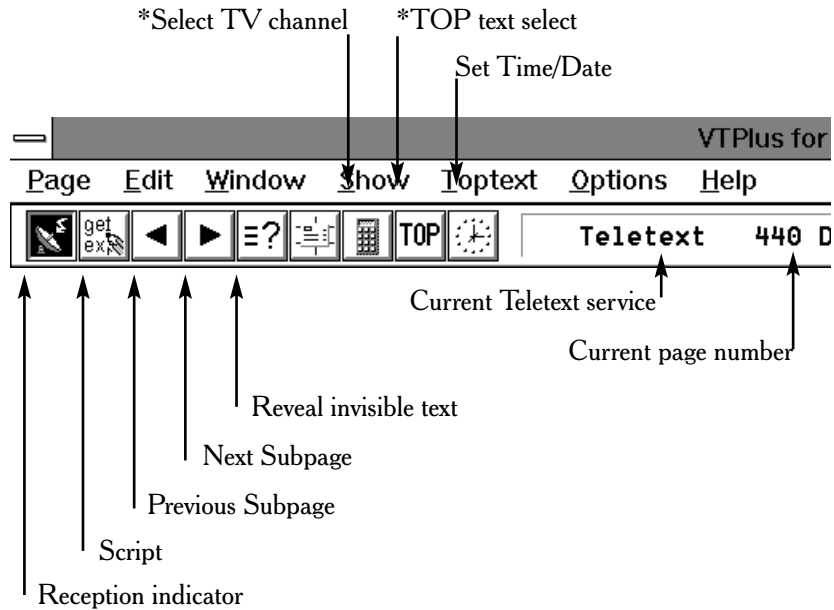 *Select TV channel *TOP text select
Set Time/Date
VTPlus for
Page Edit Window Show Toptext Options Help
get
ex
≡? TOP Teletext 440 D
Current Teletext service
Current page number
Reveal invisible text
Next Subpage
Previous Subpage
Script
Reception indicator